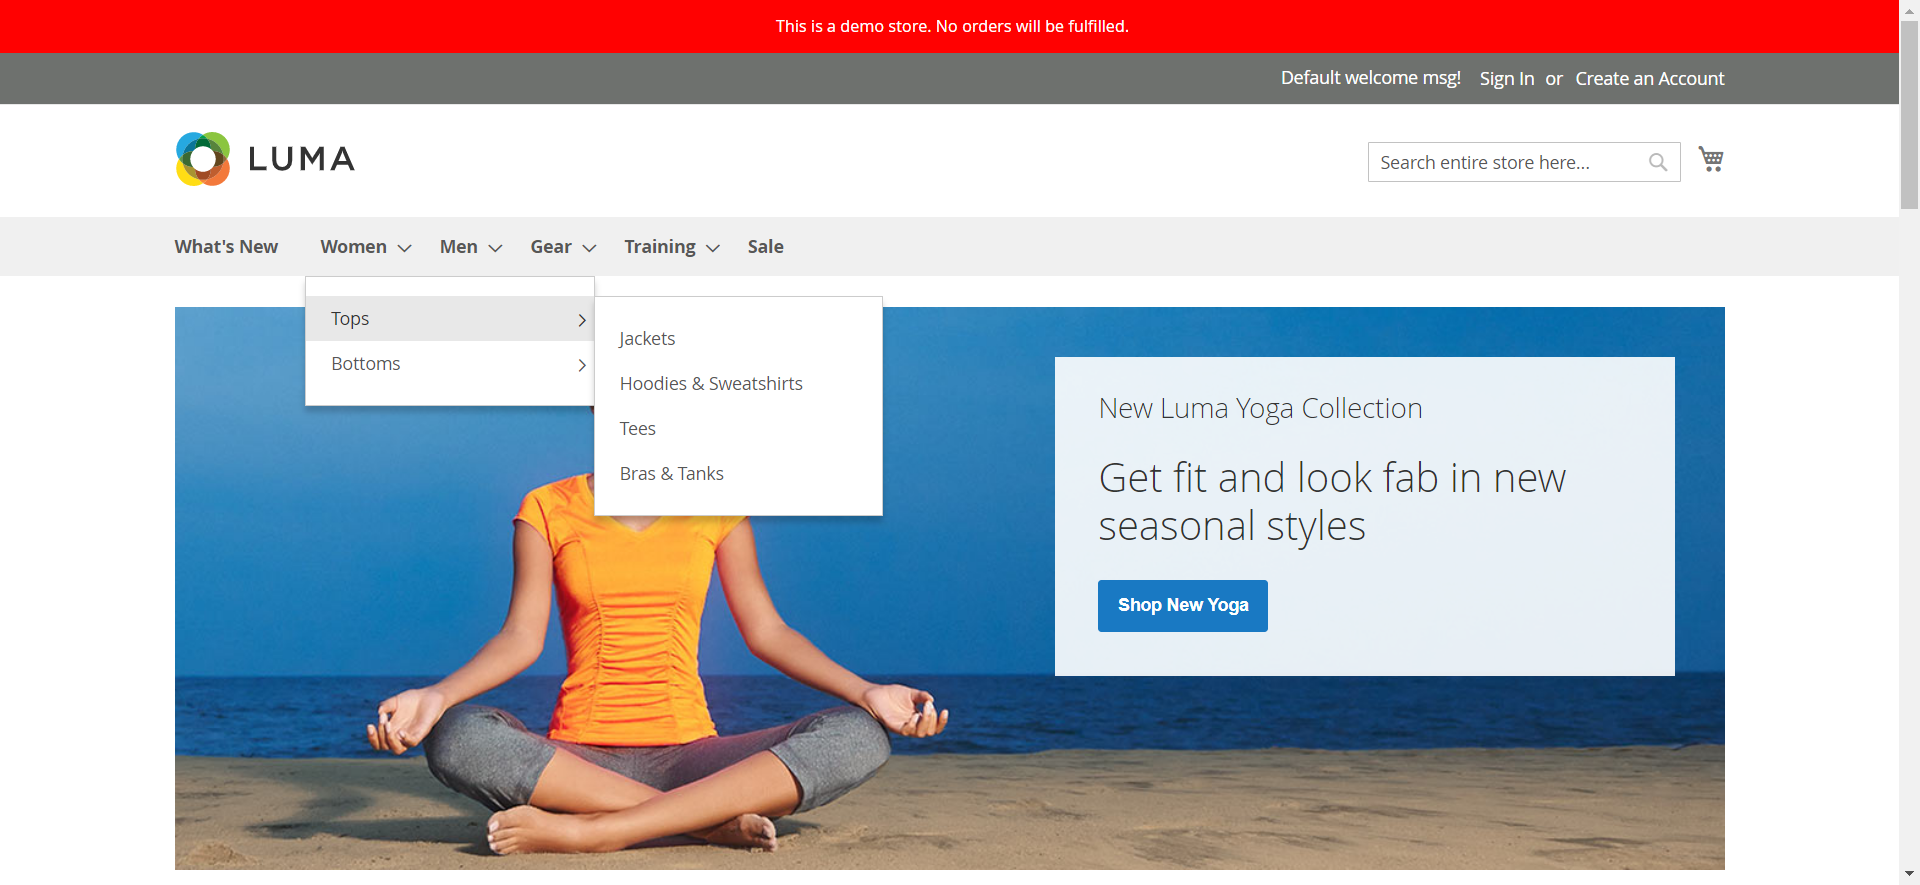 This is a demo store. No orders will be fulfilled.
Default welcome msg! Sign In or Create an Account
LUMA
Search entire store here...
What's New Women Men Gear Training Sale
Tops
Bottoms
Jackets
Hoodies & Sweatshirts
Tees
Bras & Tanks
New Luma Yoga Collection
Get fit and look fab in new
seasonal styles
Shop New Yoga